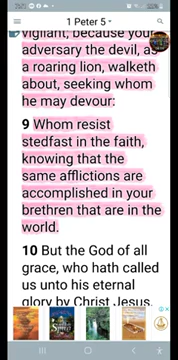 1 Peter 5
vigilant; because your
adversary the devil, as
a roaring lion, walketh
about, seeking whom
he may devour:
9 Whom resist
stedfast in the faith,
knowing that the
same afflictions are
accomplished in your
brethren that are in the
world.
10 But the God of all
grace, who hath called
us unto his eternal
glory by Christ Jesus,